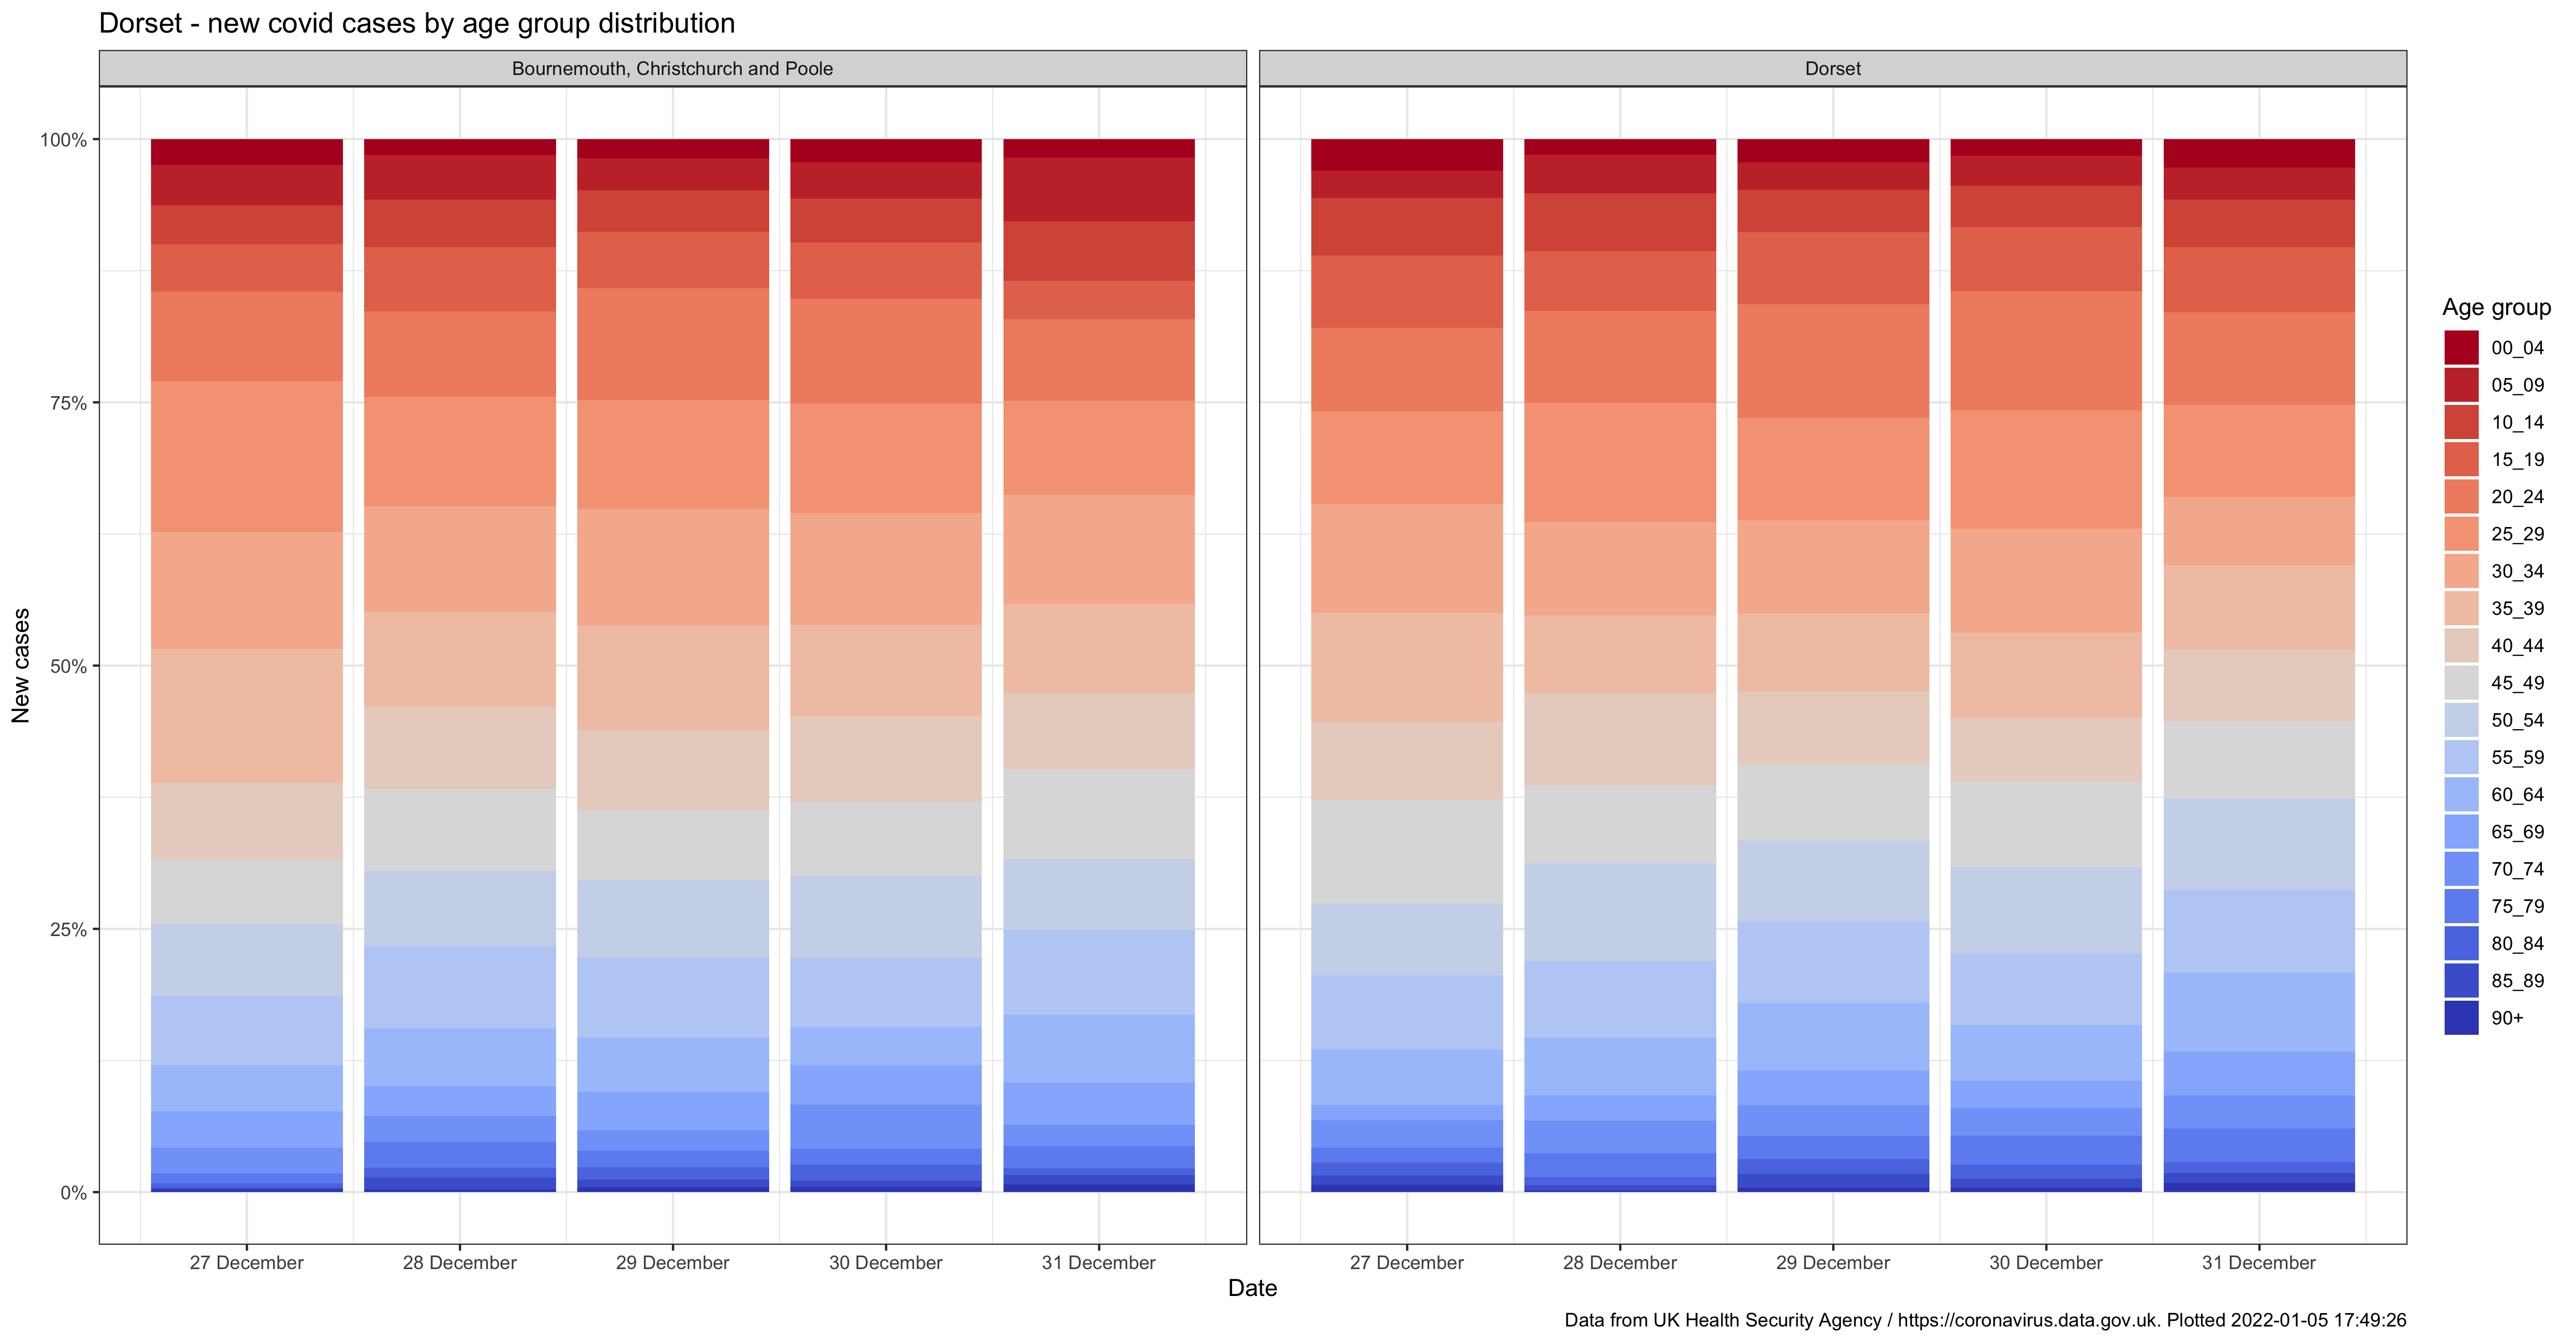 Dorset - new covid cases by age group distribution
Bournemouth, Christchurch and Poole
Dorset
100%
75%
50%
25%
0%
New cases
27 December
28 December
29 December
30 December
31 December
27 December
28 December
29 December
30 December
31 December
Date
Age group
00_04
05_09
10_14
15_19
20_24
25_29
30_34
35_39
40_44
45_49
50_54
55_59
60_64
65_69
70_74
75_79
80_84
85_89
90+
Data from UK Health Security Agency / https://coronavirus.data.gov.uk. Plotted 2022-01-05 17:49:26